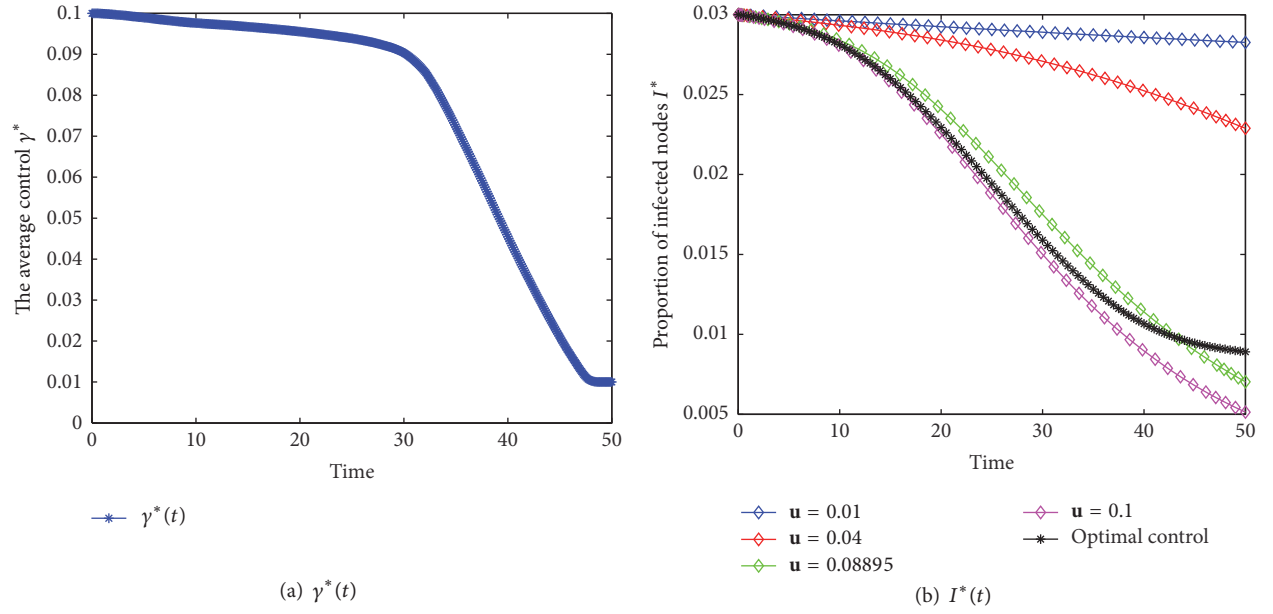 0.1
0.09
0.08
0.07
0.06
0.05
0.04
0.03
0.02
0.01
0
The average control γ*
0
10
20
30
40
50
Time
γ*(t)
(a) γ*(t)
0.03
0.025
0.02
0.015
0.01
0.005
Proportion of infected nodes I*
0
10
20
30
40
50
Time
u = 0.01
u = 0.04
u = 0.08895
u = 0.1
Optimal control
(b) I*(t)